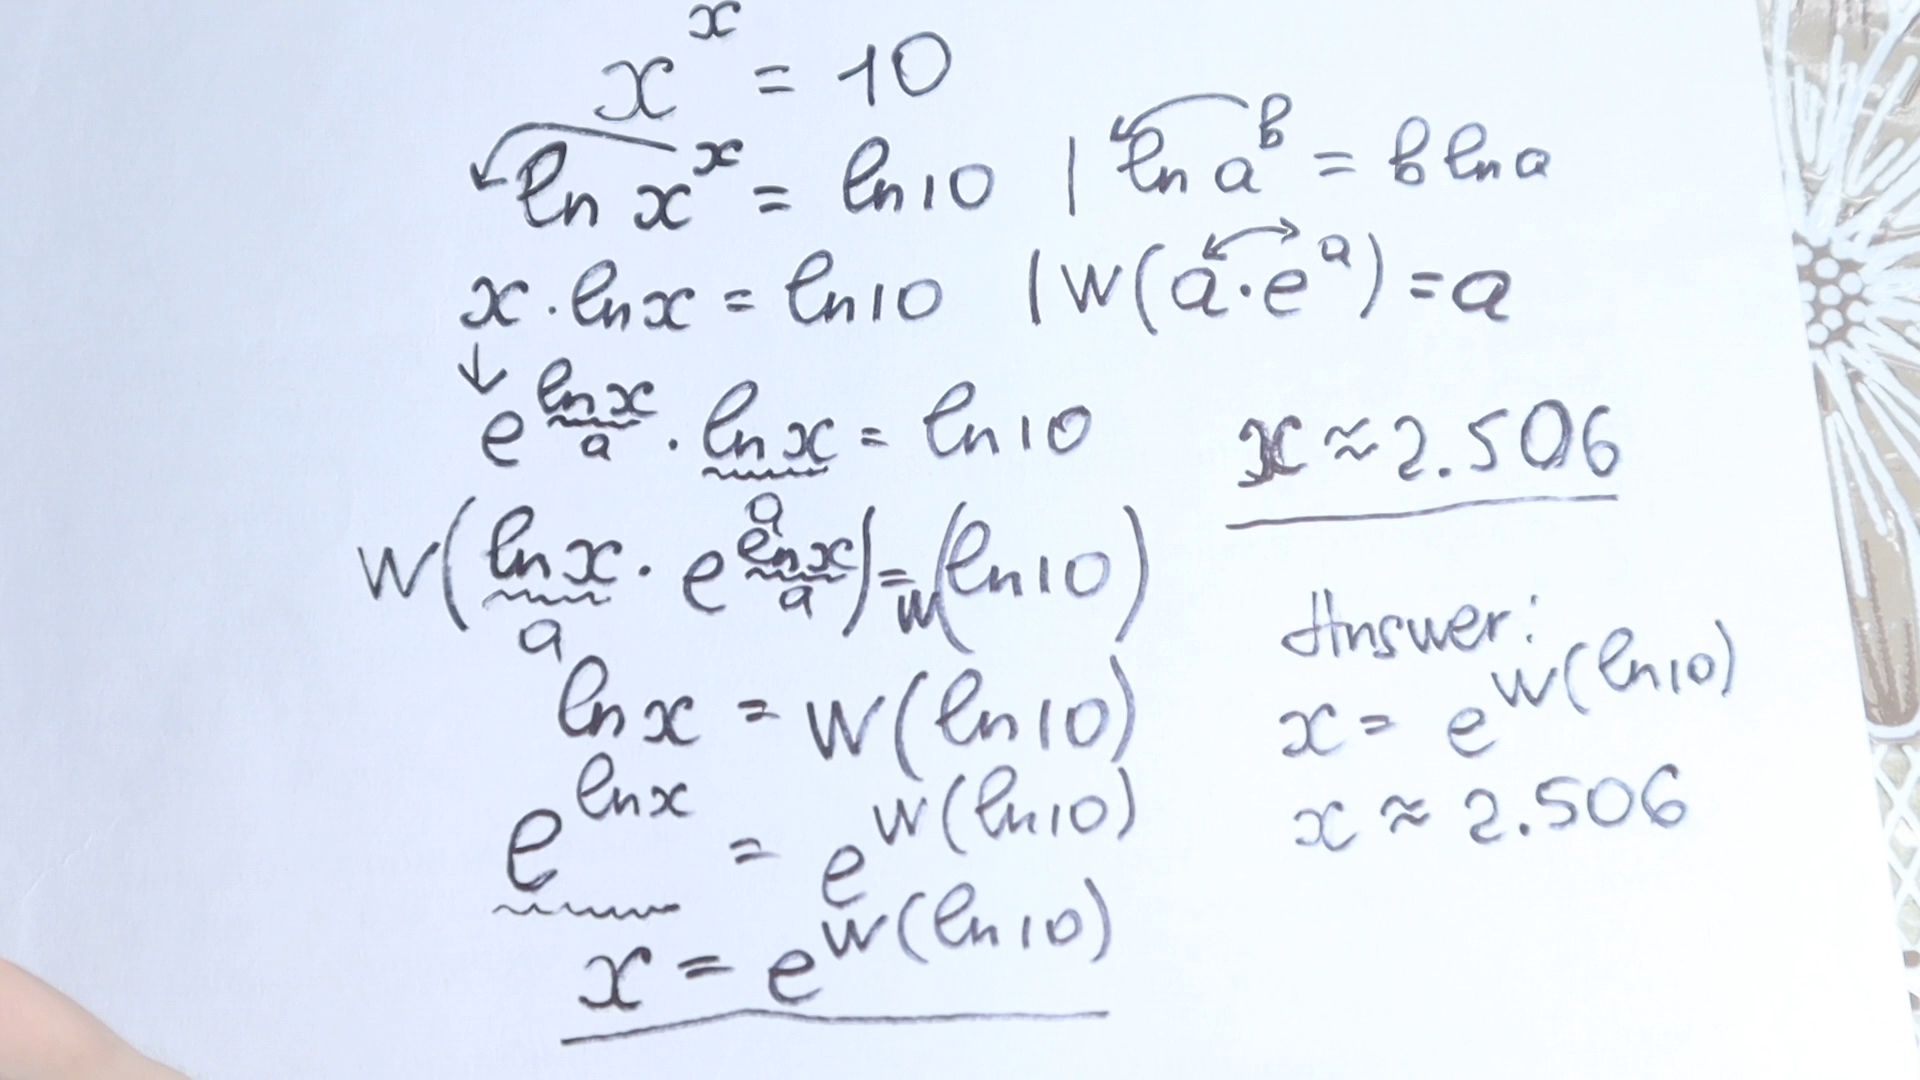 x^x = 10
ln x^x = ln10 | ln a^b = b ln a
x · ln x = ln10 | W(a · e^a) = a
e^(ln x) · ln x = ln10
a
W(ln x · e^(ln x)) = W(ln10)
a a a
ln x = W(ln10)
e^(ln x) = e^(W(ln10))
x = e^(W(ln10))
x ≈ 2.506
Answer:
x = e^(W(ln10))
x ≈ 2.506